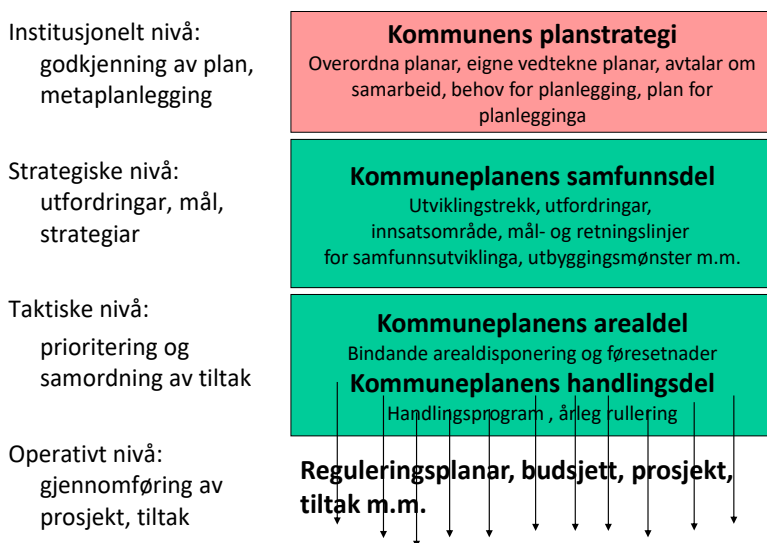 Institusjonelt nivå:
godkjenning av plan,
metaplanlegging
Kommunens planstrategi
Overordna planar, eigne vedtekne planar, avtalar om
samarbeid, behov for planlegging, plan for
planlegginga
Strategiske nivå:
utfordringar, mål,
strategiar
Kommuneplanens samfunnsdel
Utviklingstrekk, utfordringar,
innsatsområde, mål- og retningslinjer
for samfunnsutviklinga, utbyggingsmønster m.m.
Taktiske nivå:
prioritering og
samordning av tiltak
Kommuneplanens arealdel
Bindande arealdisponering og føresetnader
Kommuneplanens handlingsdel
Handlingsprogram , årleg rullering
Operativt nivå:
gjennomføring av
prosjekt, tiltak
Reguleringsplanar, budsjett, prosjekt,
tiltak m.m.